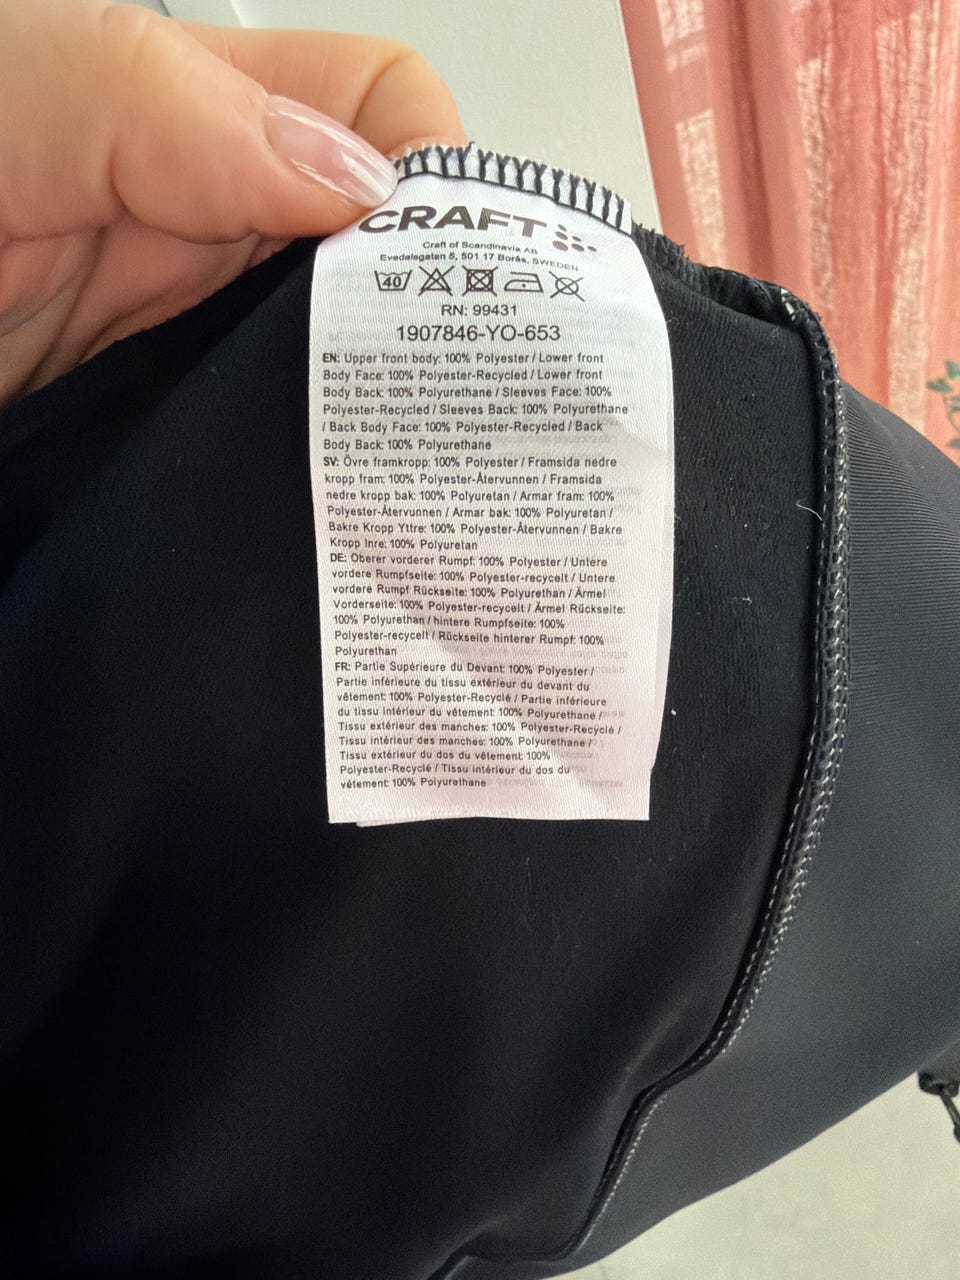 CRAFT
Craft of Scandinavia AB
Evedalsgatan 5, 501 17 Borås, SWEDEN
40
RN: 99431
1907846-YO-653
EN: Upper front body: 100% Polyester / Lower front
Body Face: 100% Polyester-Recycled / Lower front
Body Back: 100% Polyurethane / Sleeves Face: 100%
Polyester-Recycled / Sleeves Back: 100% Polyurethane
/ Back Body Face: 100% Polyester-Recycled / Back
Body Back: 100% Polyurethane
SV: Övre framkropp: 100% Polyester / Framsida nedre
kropp fram: 100% Polyester-Återvunnen / Framsida
nedre kropp bak: 100% Polyuretan / Armar fram: 100%
Polyester-Återvunnen / Armar bak: 100% Polyuretan /
Bakre Kropp Yttre: 100% Polyester-Återvunnen / Bakre
Kropp Inre: 100% Polyuretan
DE: Oberer vorderer Rumpf: 100% Polyester / Untere
vordere Rumpfseite: 100% Polyester-recycelt / Untere
vordere Rumpf Rückseite: 100% Polyurethan / Ärmel
Vorderseite: 100% Polyester-recycelt / Ärmel Rückseite:
100% Polyurethan / hintere Rumpfseite: 100%
Polyester-recycelt / Rückseite hinterer Rumpf: 100%
Polyurethan
FR: Partie Supérieure du Devant: 100% Polyester /
Partie inférieure du tissu extérieur du devant du
vêtement: 100% Polyester-Recyclé / Partie inférieure
du tissu intérieur du vêtement: 100% Polyurethane /
Tissu extérieur des manches: 100% Polyester-Recyclé /
Tissu intérieur des manches: 100% Polyurethane /
Tissu extérieur du dos du vêtement: 100%
Polyester-Recyclé / Tissu intérieur du dos du
vêtement: 100% Polyurethane